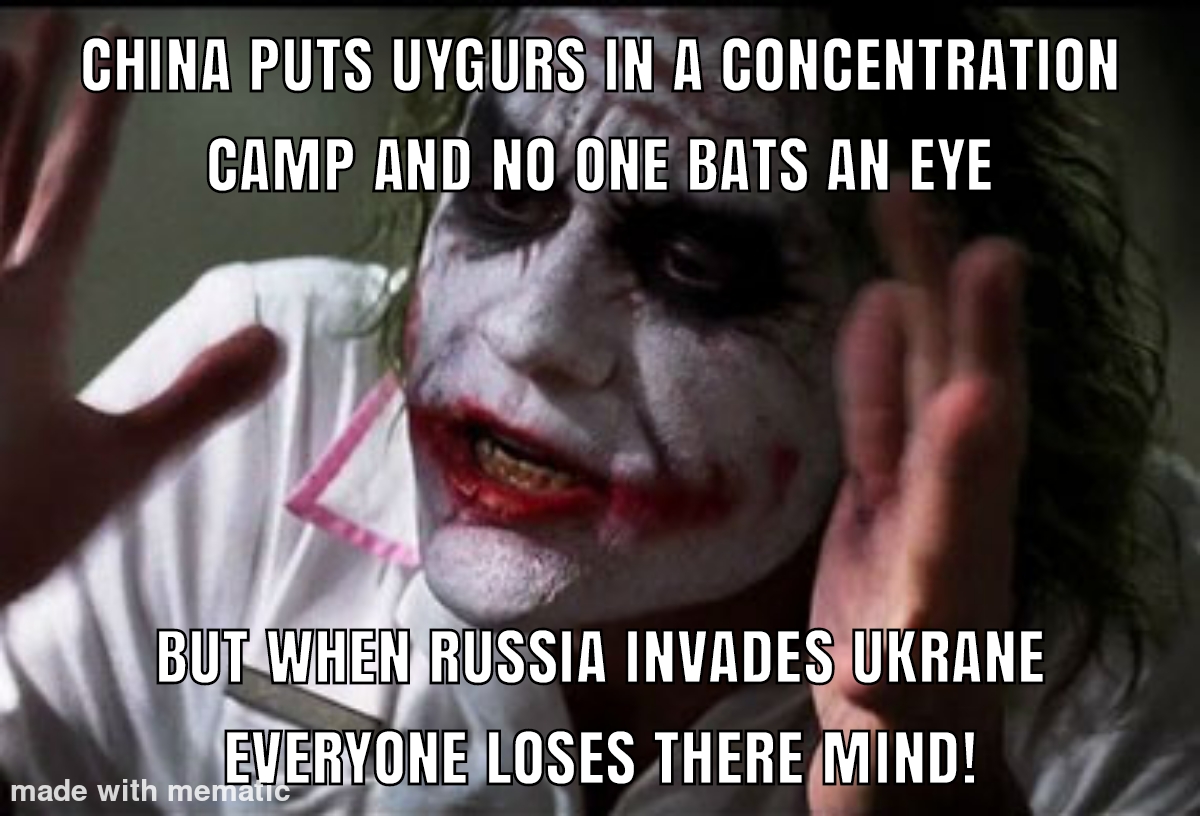 CHINA PUTS UYGURS IN A CONCENTRATION
CAMP AND NO ONE BATS AN EYE
BUT WHEN RUSSIA INVADES UKRANE
EVERYONE LOSES THERE MIND!
made with mematic